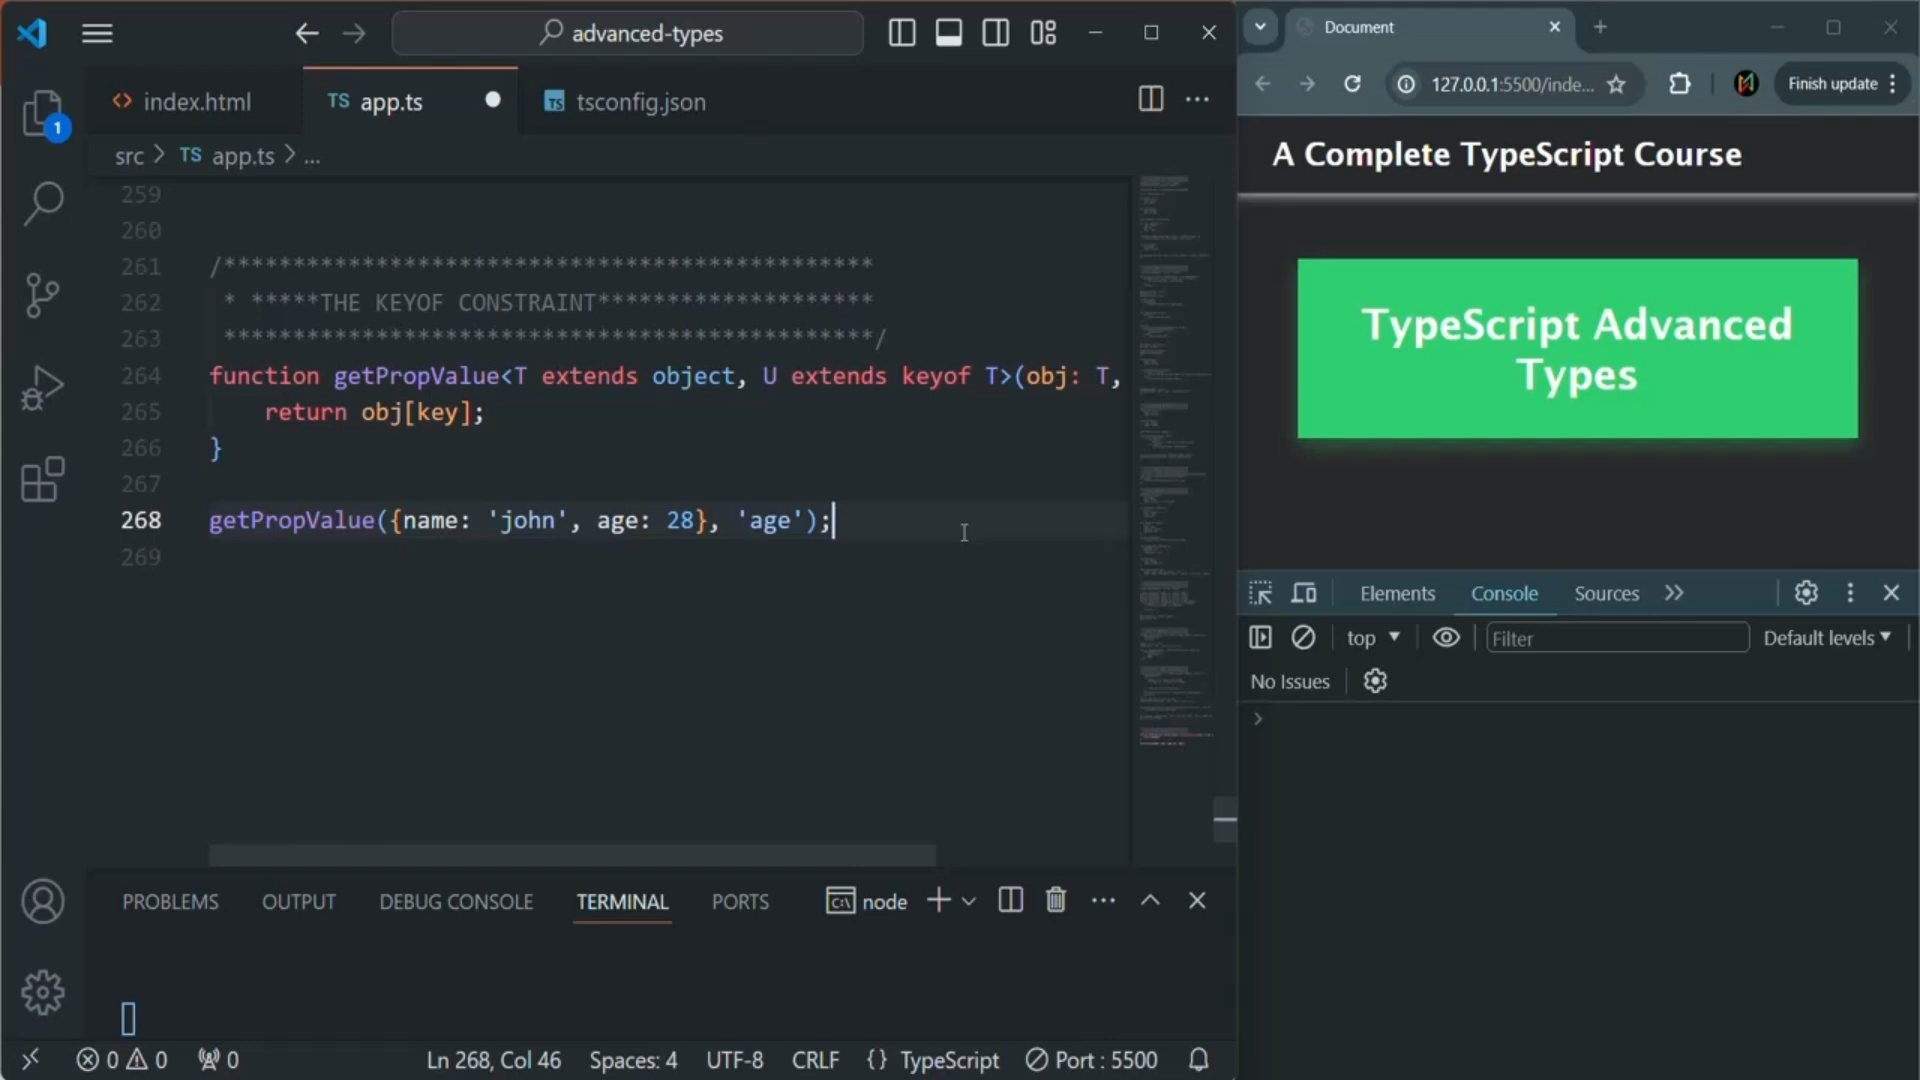 advanced-types
index.html
TS app.ts
TS tsconfig.json
src > TS app.ts > ...
259
260
261 /***********************************************
262 * *****THE KEYOF CONSTRAINT********************
263 ***********************************************/
264 function getPropValue<T extends object, U extends keyof T>(obj: T,
265 return obj[key];
266 }
267
268 getPropValue({name: 'john', age: 28}, 'age');
269
1
PROBLEMS OUTPUT DEBUG CONSOLE TERMINAL PORTS node
0 0 0 Ln 268, Col 46 Spaces: 4 UTF-8 CRLF {} TypeScript Port : 5500
Document
127.0.0.1:5500/inde... Finish update
A Complete TypeScript Course
TypeScript Advanced
Types
Elements Console Sources
top Filter Default levels
No Issues